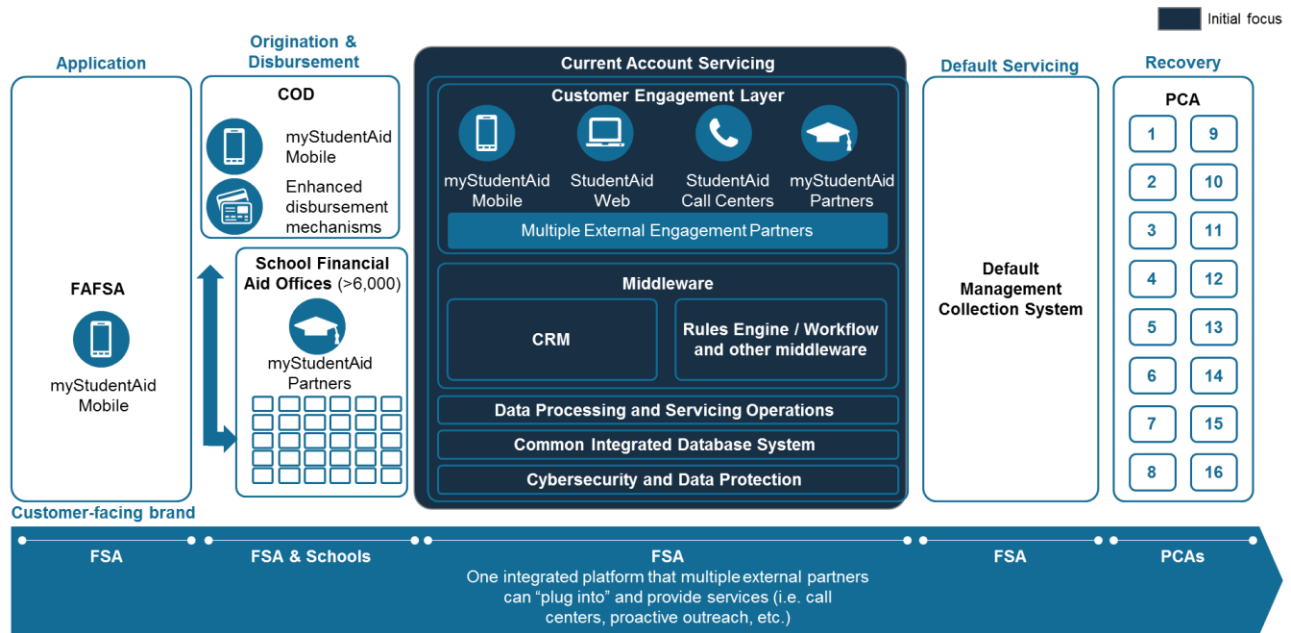 Initial focus
Application
Origination &
Disbursement
Current Account Servicing
Default Servicing
Recovery
COD
myStudentAid
Mobile
Enhanced
disbursement
mechanisms
School Financial
Aid Offices (>6,000)
myStudentAid
Partners
FAFSA
myStudentAid
Mobile
Customer Engagement Layer
myStudentAid
Mobile
StudentAid
Web
StudentAid
Call Centers
myStudentAid
Partners
Multiple External Engagement Partners
Middleware
CRM
Rules Engine / Workflow
and other middleware
Data Processing and Servicing Operations
Common Integrated Database System
Cybersecurity and Data Protection
Default
Management
Collection System
PCA
1 9
2 10
3 11
4 12
5 13
6 14
7 15
8 16
Customer-facing brand
FSA
FSA & Schools
FSA
One integrated platform that multiple external partners
can “plug into” and provide services (i.e. call
centers, proactive outreach, etc.)
FSA
PCAs